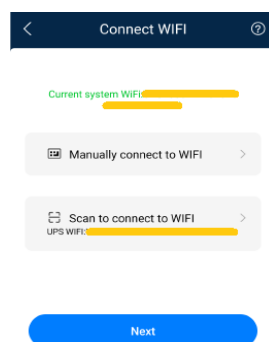 Connect WIFI
Current system WiFi:
Manually connect to WIFI
Scan to connect to WIFI
UPS WIFI:
Next